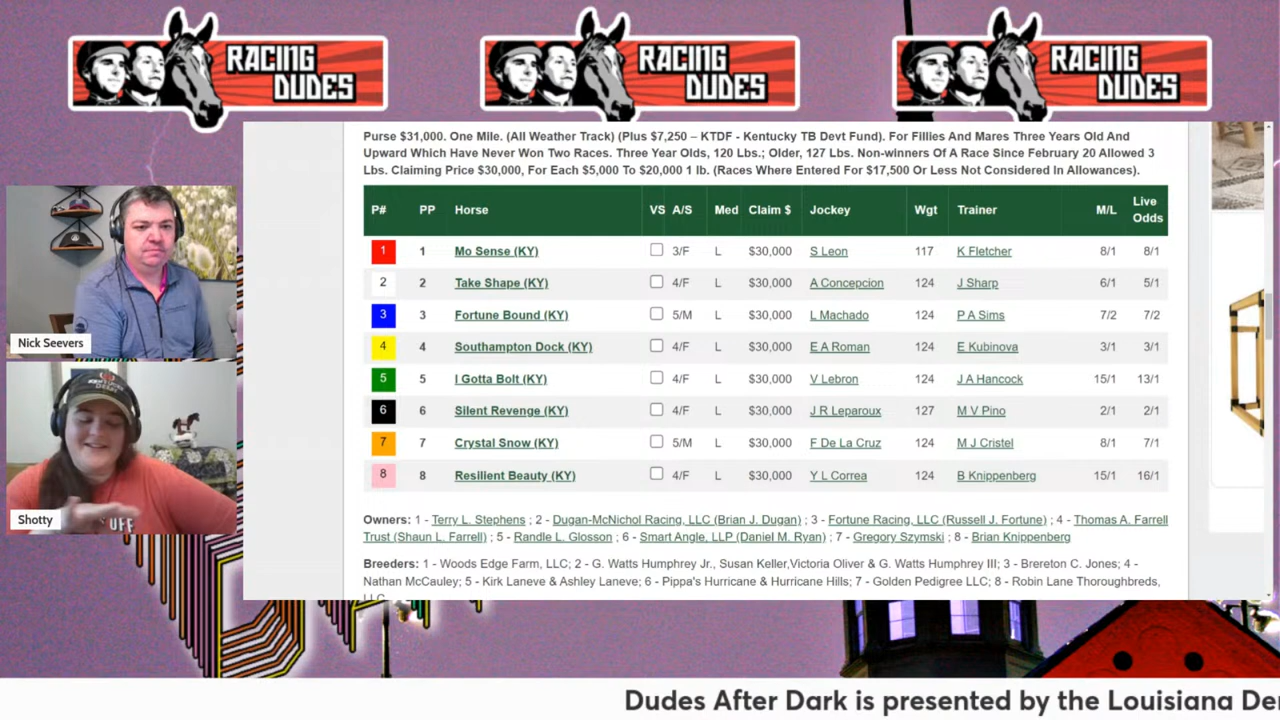 RACING
DUDES
RACING
DUDES
RACING
DUDES
Purse $31,000. One Mile. (All Weather Track) (Plus $7,250 – KTDF - Kentucky TB Devt Fund). For Fillies And Mares Three Years Old And
Upward Which Have Never Won Two Races. Three Year Olds, 120 Lbs.; Older, 127 Lbs. Non-winners Of A Race Since February 20 Allowed 3
Lbs. Claiming Price $30,000, For Each $5,000 To $20,000 1 lb. (Races Where Entered For $17,500 Or Less Not Considered In Allowances).
P# PP Horse VS A/S Med Claim $ Jockey Wgt Trainer M/L Live Odds
1 1 Mo Sense (KY) 3/F L $30,000 S Leon 117 K Fletcher 8/1 8/1
2 2 Take Shape (KY) 4/F L $30,000 A Concepcion 124 J Sharp 6/1 5/1
3 3 Fortune Bound (KY) 5/M L $30,000 L Machado 124 P A Sims 7/2 7/2
4 4 Southampton Dock (KY) 4/F L $30,000 E A Roman 124 E Kubinova 3/1 3/1
5 5 I Gotta Bolt (KY) 4/F L $30,000 V Lebron 124 J A Hancock 15/1 13/1
6 6 Silent Revenge (KY) 4/F L $30,000 J R Leparoux 127 M V Pino 2/1 2/1
7 7 Crystal Snow (KY) 5/M L $30,000 F De La Cruz 124 M J Cristel 8/1 7/1
8 8 Resilient Beauty (KY) 4/F L $30,000 Y L Correa 124 B Knippenberg 15/1 16/1
Owners: 1 - Terry L. Stephens ; 2 - Dugan-McNichol Racing, LLC (Brian J. Dugan) ; 3 - Fortune Racing, LLC (Russell J. Fortune) ; 4 - Thomas A. Farrell
Trust (Shaun L. Farrell) ; 5 - Randle L. Glosson ; 6 - Smart Angle, LLP (Daniel M. Ryan) ; 7 - Gregory Szymski ; 8 - Brian Knippenberg
Breeders: 1 - Woods Edge Farm, LLC; 2 - G. Watts Humphrey Jr., Susan Keller,Victoria Oliver & G. Watts Humphrey III; 3 - Brereton C. Jones; 4 -
Nathan McCauley; 5 - Kirk Laneve & Ashley Laneve; 6 - Pippa's Hurricane & Hurricane Hills; 7 - Golden Pedigree LLC; 8 - Robin Lane Thoroughbreds,
LLC
Nick Seevers
Shotty
Dudes After Dark is presented by the Louisiana De